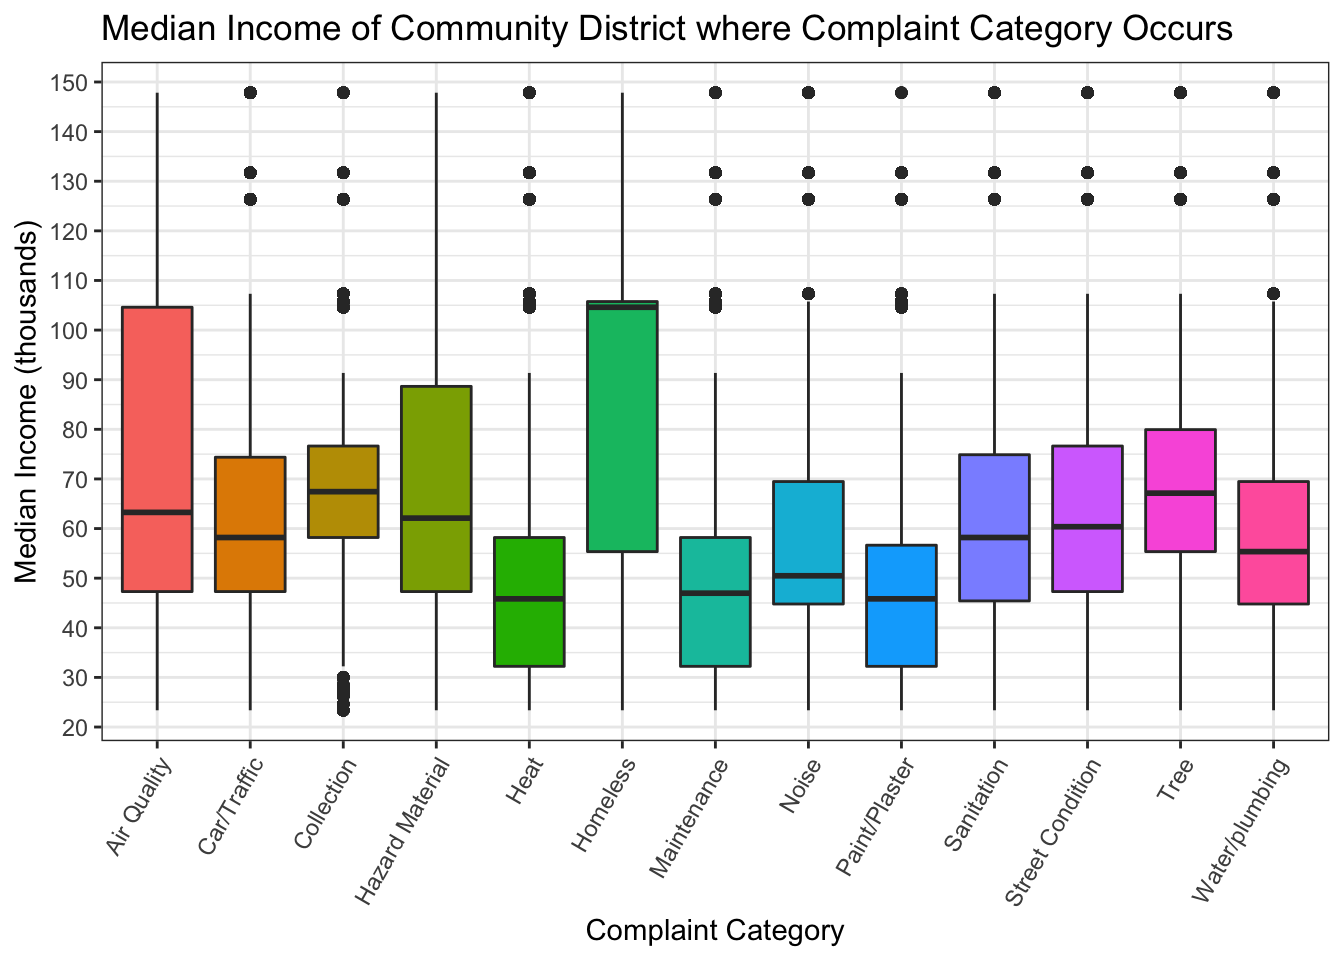 Median Income of Community District where Complaint Category Occurs
Median Income (thousands)
150
140
130
120
110
100
90
80
70
60
50
40
30
20
Air Quality
Car/Traffic
Collection
Hazard Material
Heat
Homeless
Maintenance
Noise
Paint/Plaster
Sanitation
Street Condition
Tree
Water/plumbing
Complaint Category